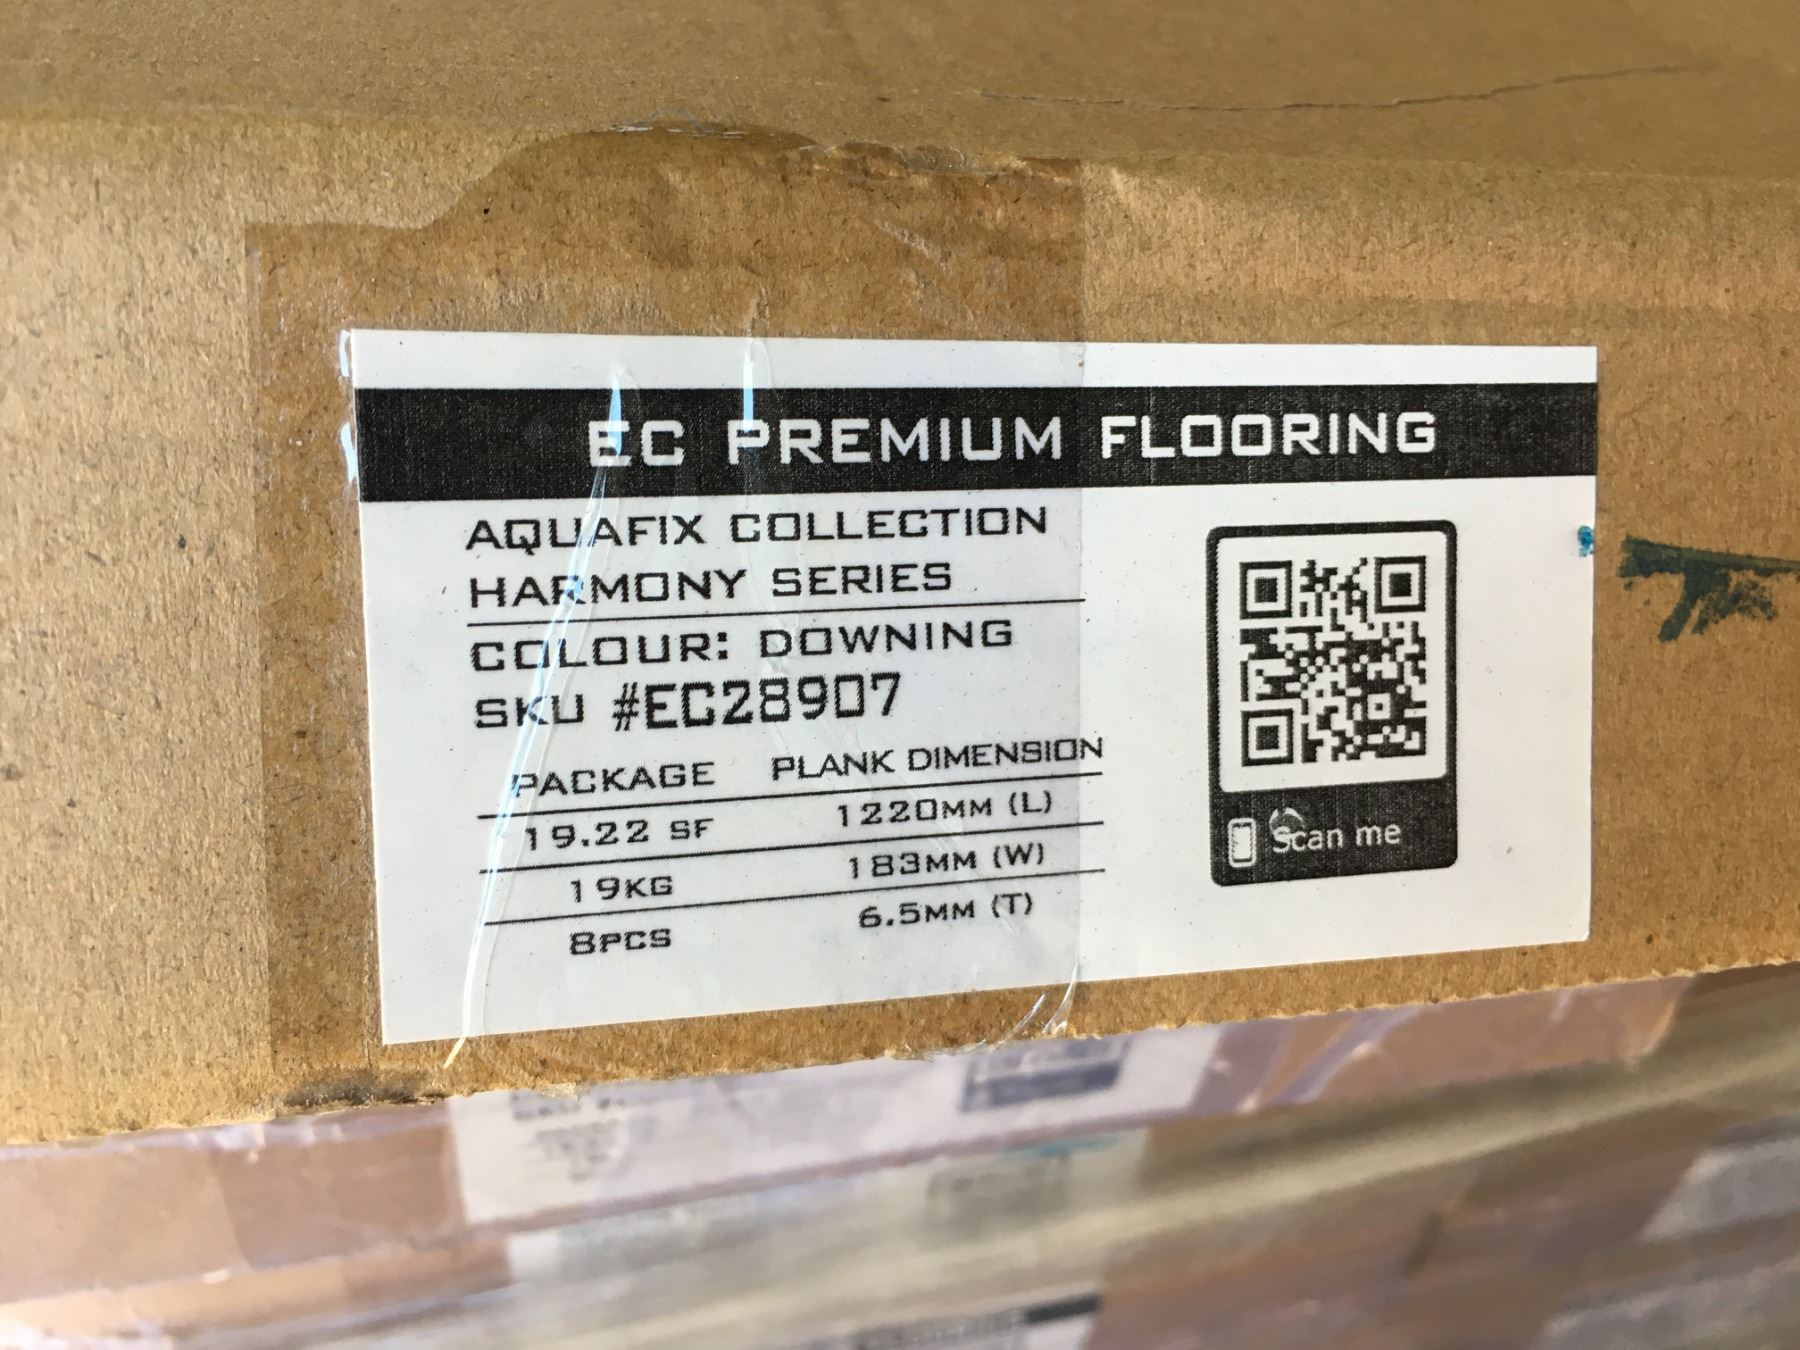 EC PREMIUM FLOORING
AQUAFIX COLLECTION
HARMONY SERIES
COLOUR: DOWNING
SKU #EC28907
PACKAGE PLANK DIMENSION
19.22 SF 1220MM (L)
19KG 183MM (W)
8PCS 6.5MM (T)
Scan me